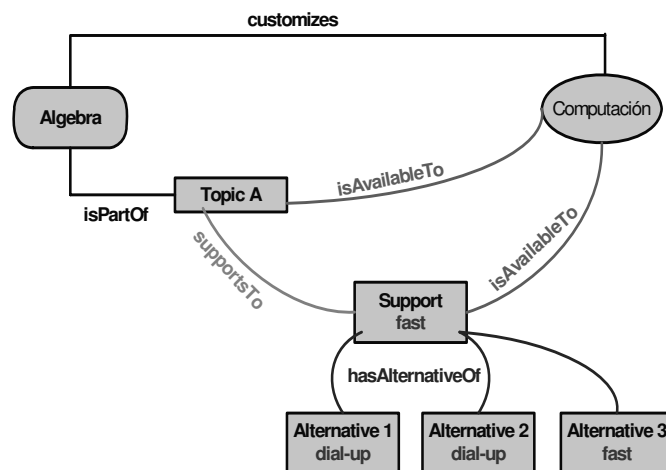 customizes
Algebra
Computación
isAvailableTo
Topic A
isPartOf
supportsTo
isAvailableTo
Support
fast
hasAlternativeOf
Alternative 1
dial-up
Alternative 2
dial-up
Alternative 3
fast